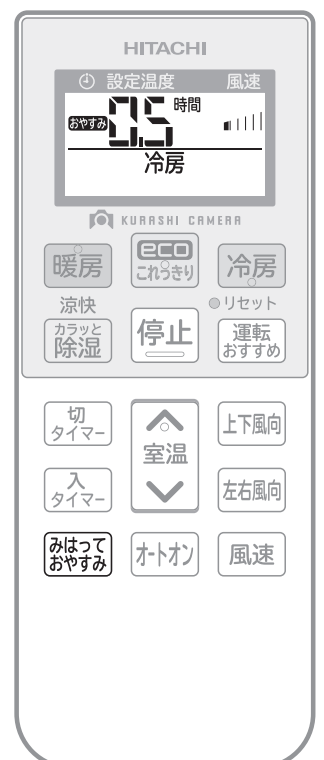 HITACHI
設定温度 風速
おやすみ 0.5 時間
冷房
KURASHI CAMERA
暖房 eco これっきり 冷房
涼快 リセット
カラッと除湿 停止 運転おすすめ
切タイマー 室温 上下風向
入タイマー 左右風向
みはっておやすみ オートオン 風速